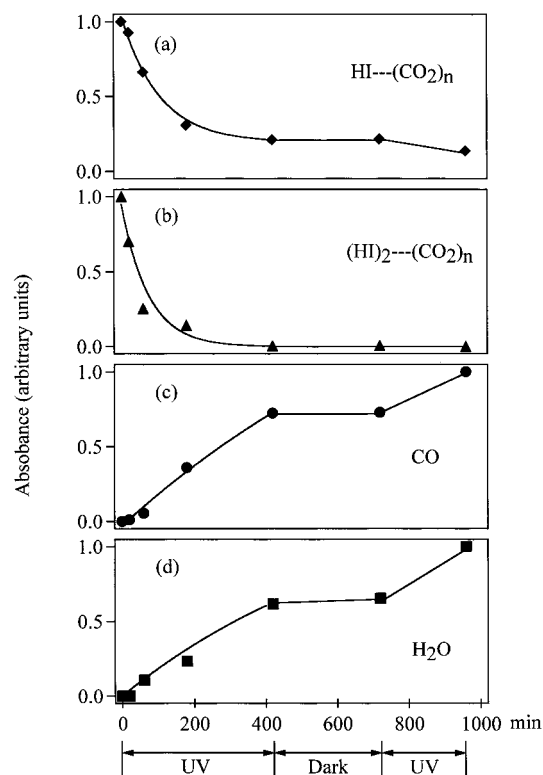 1.0
(a)
HI---(CO2)n
0.5
0.0
1.0
(b)
(HI)2---(CO2)n
0.5
0.0
Absobance (arbitrary units)
1.0
(c)
0.5
CO
0.0
1.0
(d)
0.5
H2O
0.0
0 200 400 600 800 1000 min
UV Dark UV